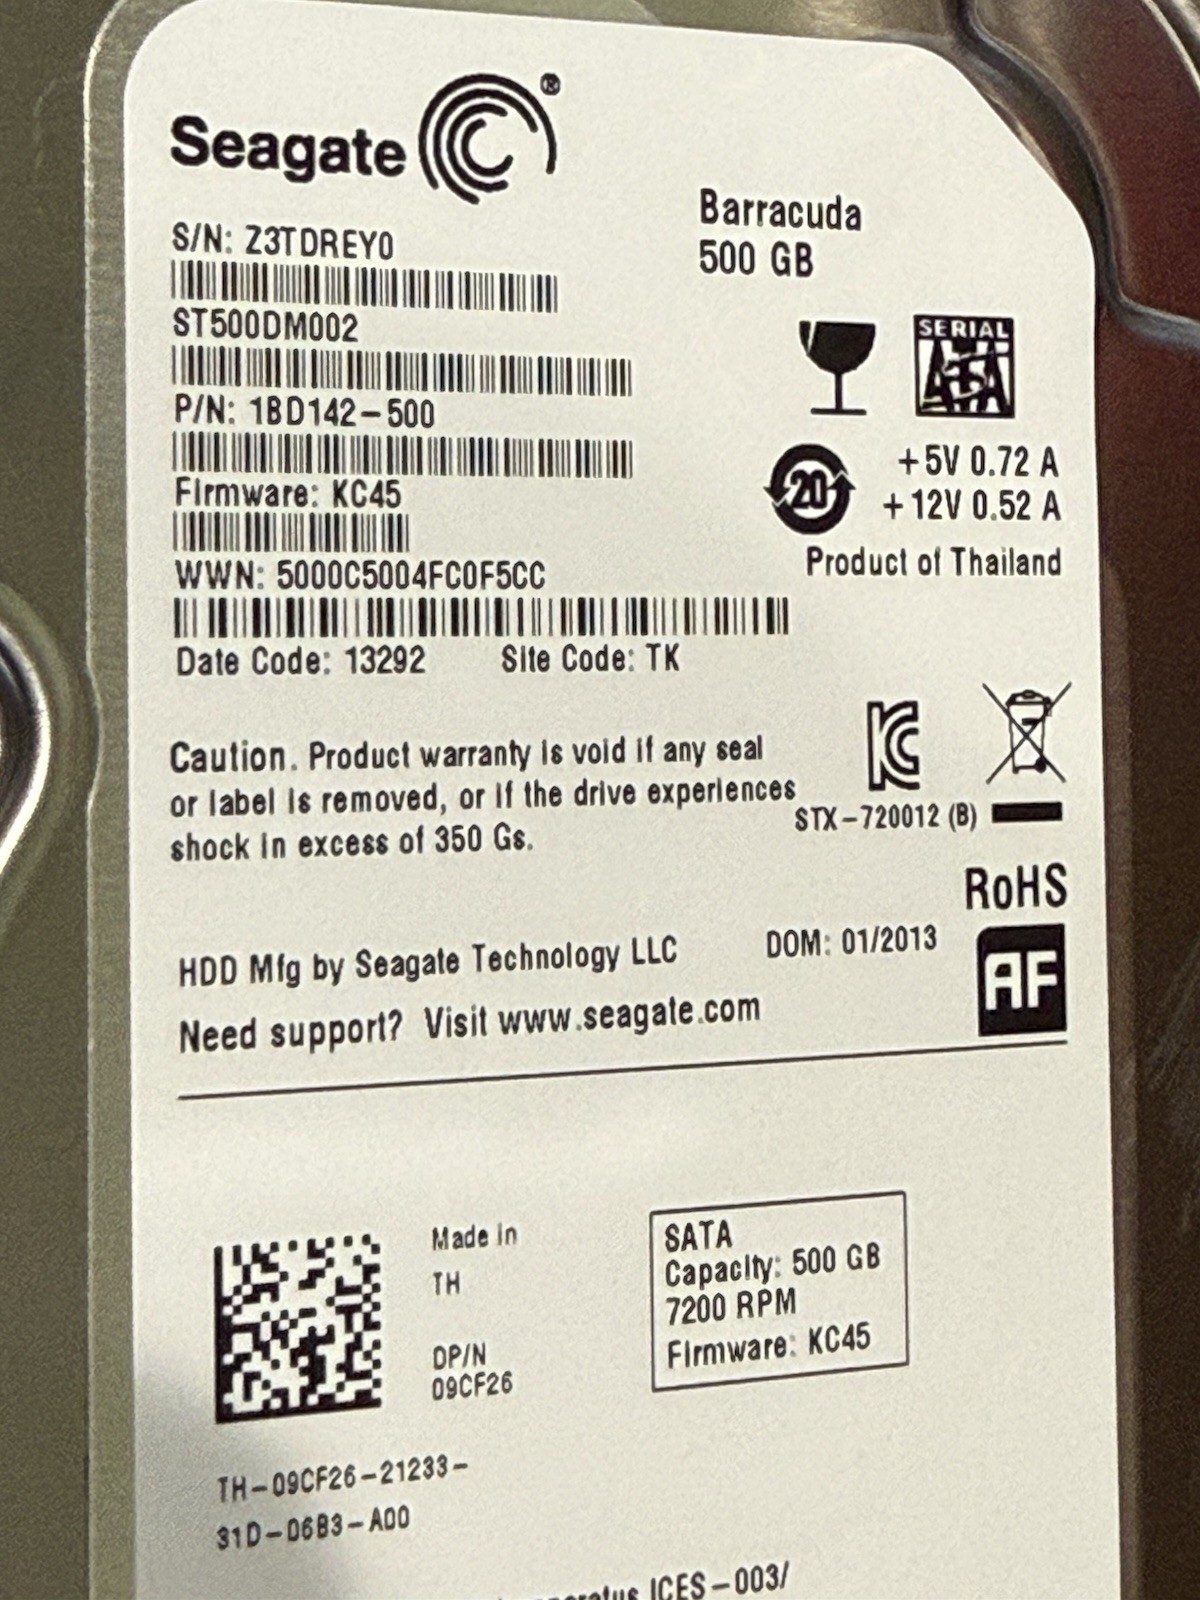 Seagate ®
Barracuda
500 GB
S/N: Z3TDREY0
ST500DM002
P/N: 1BD142-500
Firmware: KC45
WWN: 5000C5004FC0F5CC
Date Code: 13292 Site Code: TK
SERIAL
ATA
20
+5V 0.72 A
+12V 0.52 A
Product of Thailand
Caution. Product warranty is void if any seal
or label is removed, or if the drive experiences
shock in excess of 350 Gs.
STX-720012 (B)
RoHS
HDD Mfg by Seagate Technology LLC DOM: 01/2013
AF
Need support? Visit www.seagate.com
Made in
TH
DP/N
09CF26
SATA
Capacity: 500 GB
7200 RPM
Firmware: KC45
TH-09CF26-21233-
31D-06B3-A00
ICES-003/